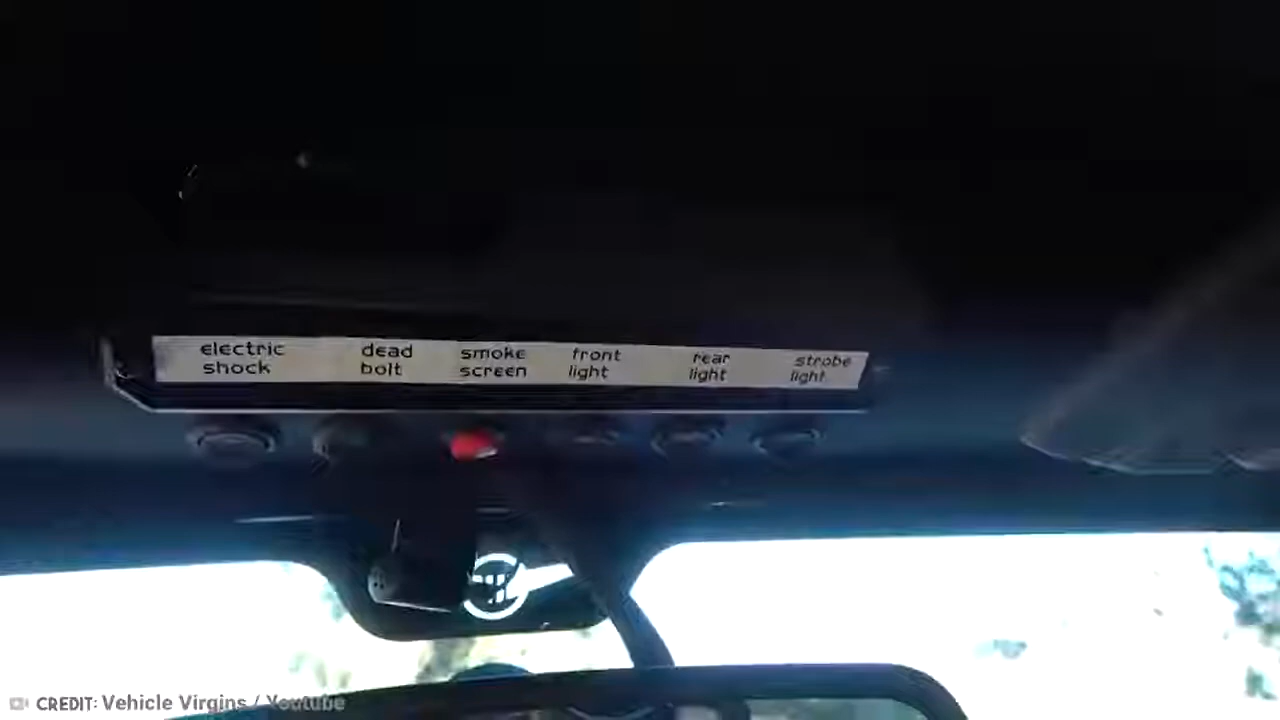 electric dead smoke front rear strobe
shock bolt screen light light light
CREDIT: Vehicle Virgins / Youtube